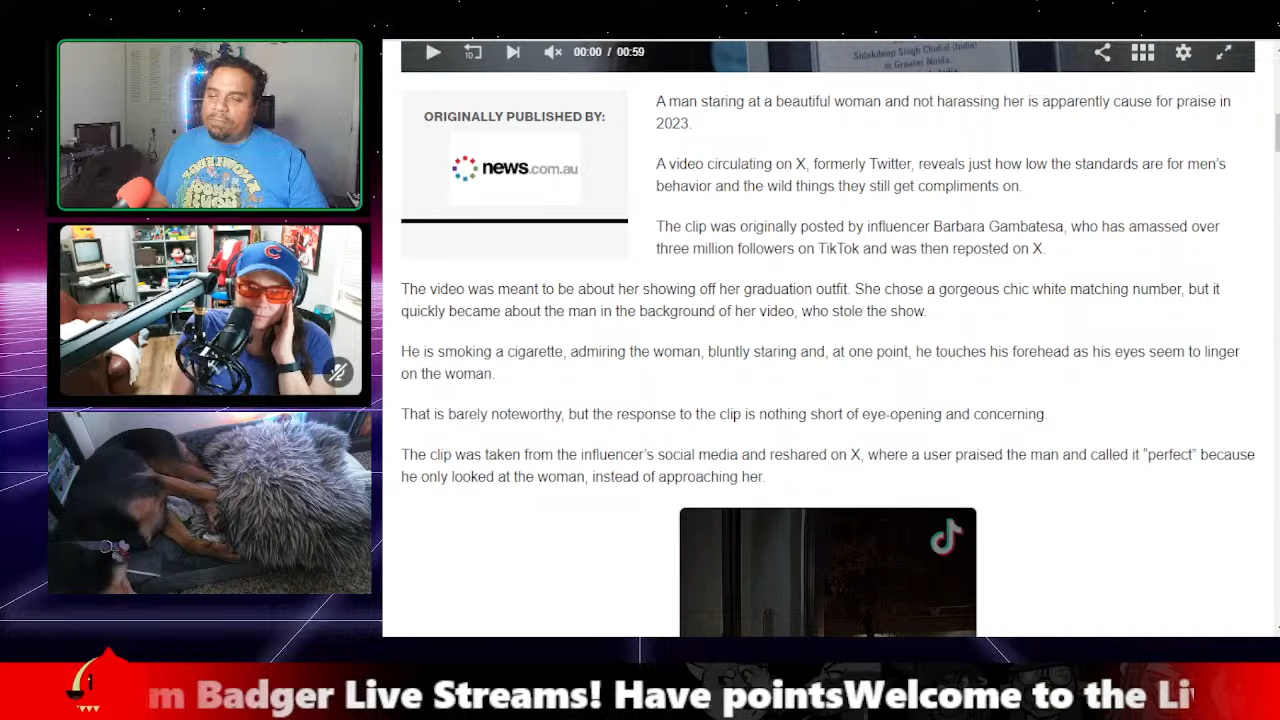 00:00 / 00:59
10
Sidakdeep Singh Chahal (India)
m Greater Noida,
ORIGINALLY PUBLISHED BY:
news.com.au
A man staring at a beautiful woman and not harassing her is apparently cause for praise in
2023.
A video circulating on X, formerly Twitter, reveals just how low the standards are for men's
behavior and the wild things they still get compliments on.
The clip was originally posted by influencer Barbara Gambatesa, who has amassed over
three million followers on TikTok and was then reposted on X.
The video was meant to be about her showing off her graduation outfit. She chose a gorgeous chic white matching number, but it
quickly became about the man in the background of her video, who stole the show.
He is smoking a cigarette, admiring the woman, bluntly staring and, at one point, he touches his forehead as his eyes seem to linger
on the woman.
That is barely noteworthy, but the response to the clip is nothing short of eye-opening and concerning.
The clip was taken from the influencer's social media and reshared on X, where a user praised the man and called it “perfect” because
he only looked at the woman, instead of approaching her.
C
m Badger Live Streams! Have pointsWelcome to the Li